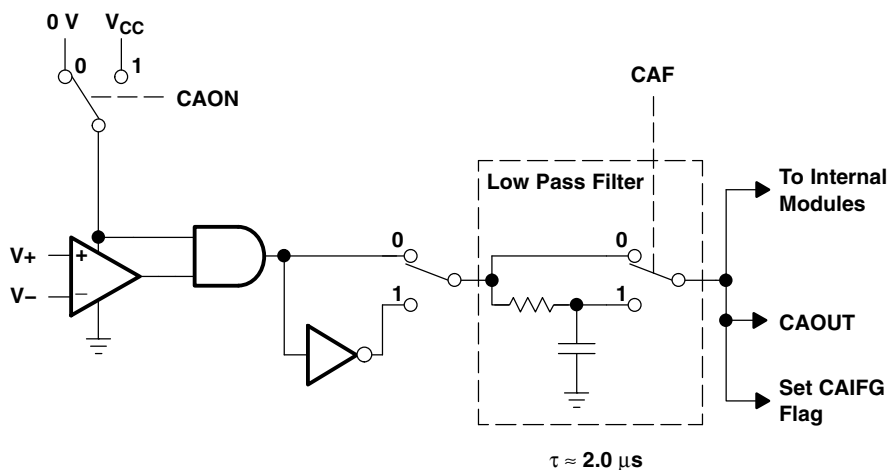 0 V
V_CC
0
1
CAON
CAF
Low Pass Filter
To Internal
Modules
V+
+
V−
−
0
1
0
1
CAOUT
Set CAIFG
Flag
τ ≈ 2.0 μs